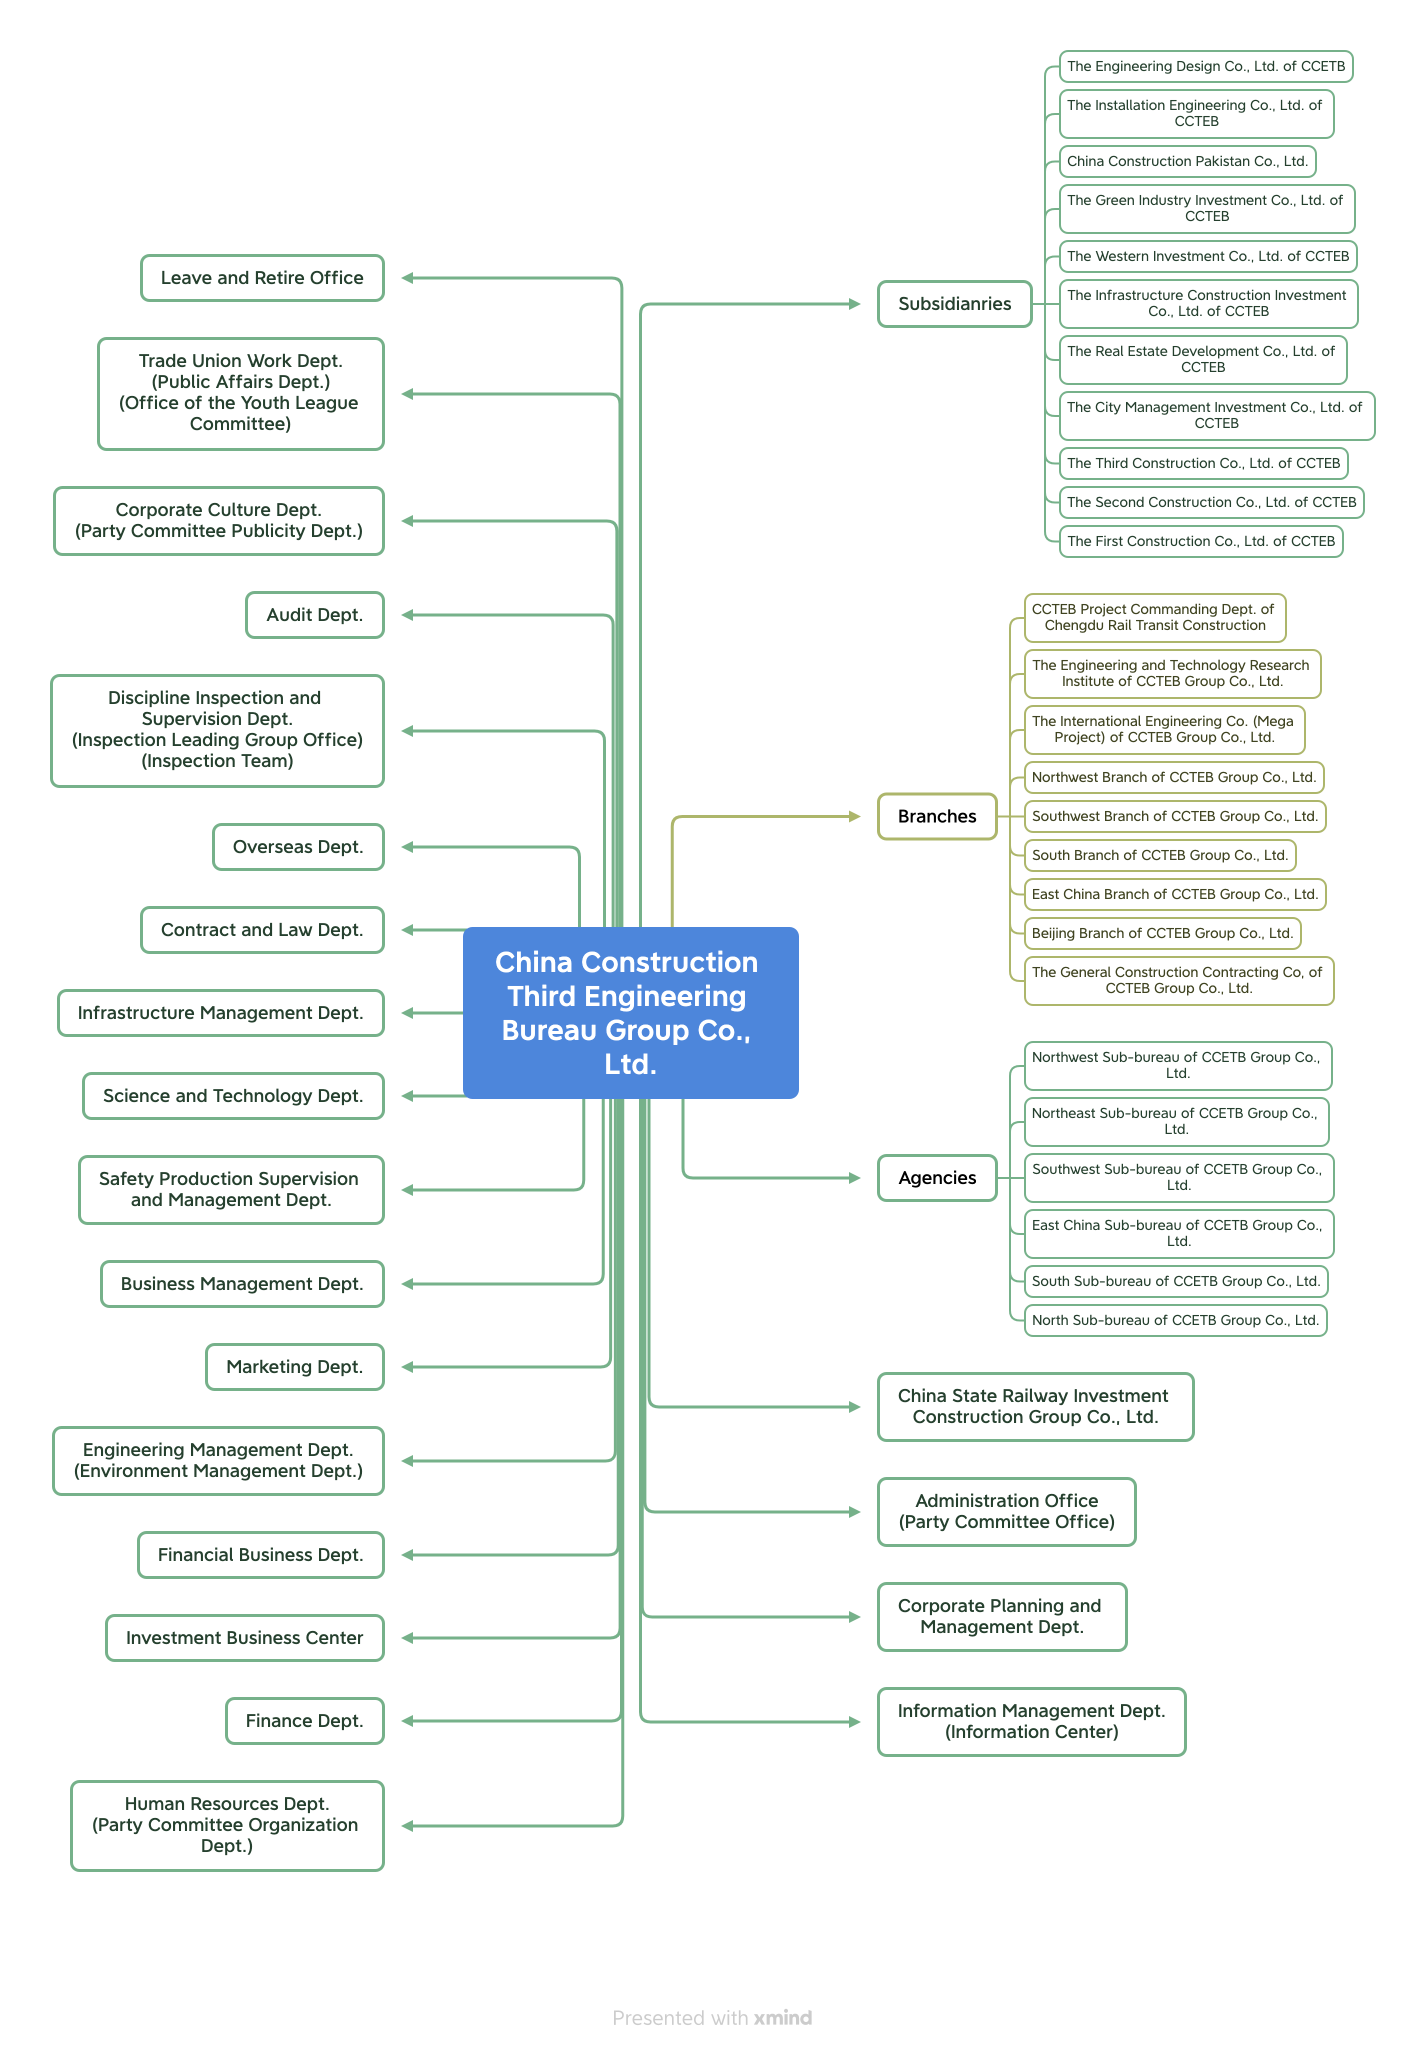 Leave and Retire Office
Trade Union Work Dept.
(Public Affairs Dept.)
(Office of the Youth League
Committee)
Corporate Culture Dept.
(Party Committee Publicity Dept.)
Audit Dept.
Discipline Inspection and
Supervision Dept.
(Inspection Leading Group Office)
(Inspection Team)
Overseas Dept.
Contract and Law Dept.
Infrastructure Management Dept.
Science and Technology Dept.
Safety Production Supervision
and Management Dept.
Business Management Dept.
Marketing Dept.
Engineering Management Dept.
(Environment Management Dept.)
Financial Business Dept.
Investment Business Center
Finance Dept.
Human Resources Dept.
(Party Committee Organization
Dept.)
China Construction
Third Engineering
Bureau Group Co.,
Ltd.
Subsidianries
The Engineering Design Co., Ltd. of CCETB
The Installation Engineering Co., Ltd. of
CCTEB
China Construction Pakistan Co., Ltd.
The Green Industry Investment Co., Ltd. of
CCTEB
The Western Investment Co., Ltd. of CCTEB
The Infrastructure Construction Investment
Co., Ltd. of CCTEB
The Real Estate Development Co., Ltd. of
CCTEB
The City Management Investment Co., Ltd. of
CCTEB
The Third Construction Co., Ltd. of CCTEB
The Second Construction Co., Ltd. of CCTEB
The First Construction Co., Ltd. of CCTEB
Branches
CCTEB Project Commanding Dept. of
Chengdu Rail Transit Construction
The Engineering and Technology Research
Institute of CCTEB Group Co., Ltd.
The International Engineering Co. (Mega
Project) of CCTEB Group Co., Ltd.
Northwest Branch of CCTEB Group Co., Ltd.
Southwest Branch of CCTEB Group Co., Ltd.
South Branch of CCTEB Group Co., Ltd.
East China Branch of CCTEB Group Co., Ltd.
Beijing Branch of CCTEB Group Co., Ltd.
The General Construction Contracting Co, of
CCTEB Group Co., Ltd.
Agencies
Northwest Sub-bureau of CCETB Group Co.,
Ltd.
Northeast Sub-bureau of CCETB Group Co.,
Ltd.
Southwest Sub-bureau of CCETB Group Co.,
Ltd.
East China Sub-bureau of CCETB Group Co.,
Ltd.
South Sub-bureau of CCETB Group Co., Ltd.
North Sub-bureau of CCETB Group Co., Ltd.
China State Railway Investment
Construction Group Co., Ltd.
Administration Office
(Party Committee Office)
Corporate Planning and
Management Dept.
Information Management Dept.
(Information Center)
Presented with xmind